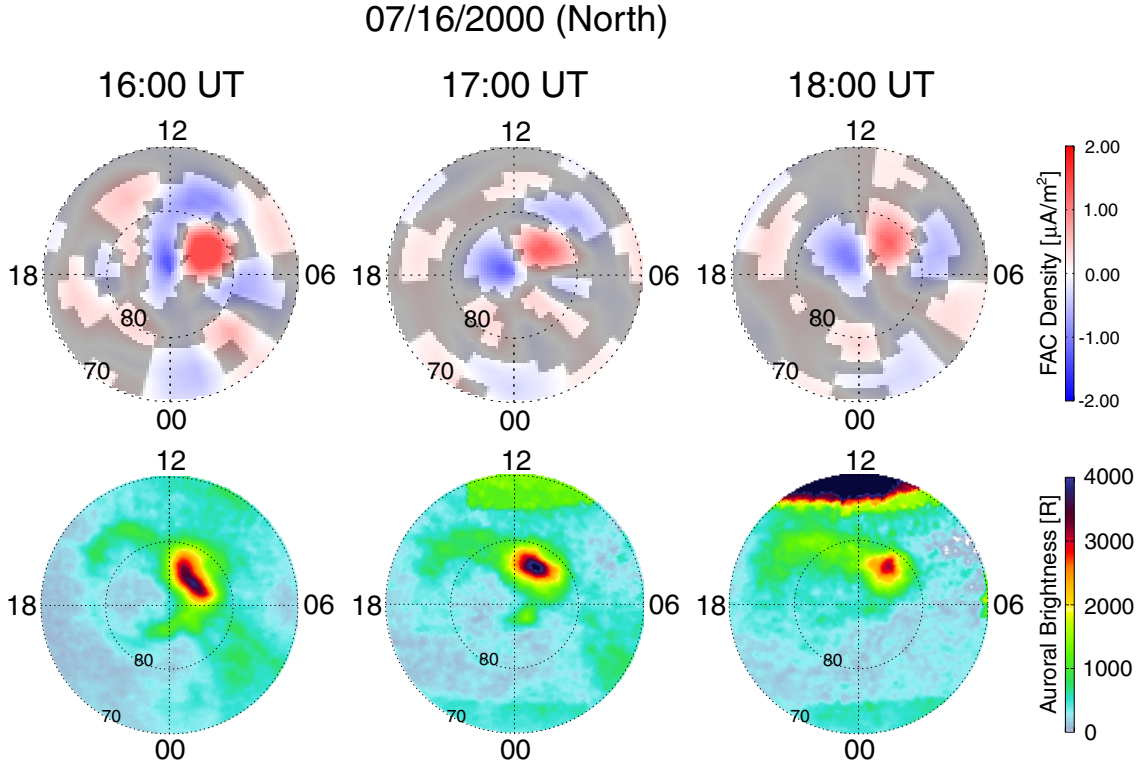 07/16/2000 (North)
16:00 UT 17:00 UT 18:00 UT
12 12 12
18 06 18 06 18 06
80 80 80
70 70 70
00 00 00
2.00
1.00
0.00
-1.00
-2.00
FAC Density [µA/m²]
12 12 12
18 06 18 06 18 06
80 80 80
70 70 70
00 00 00
4000
3000
2000
1000
0
Auroral Brightness [R]